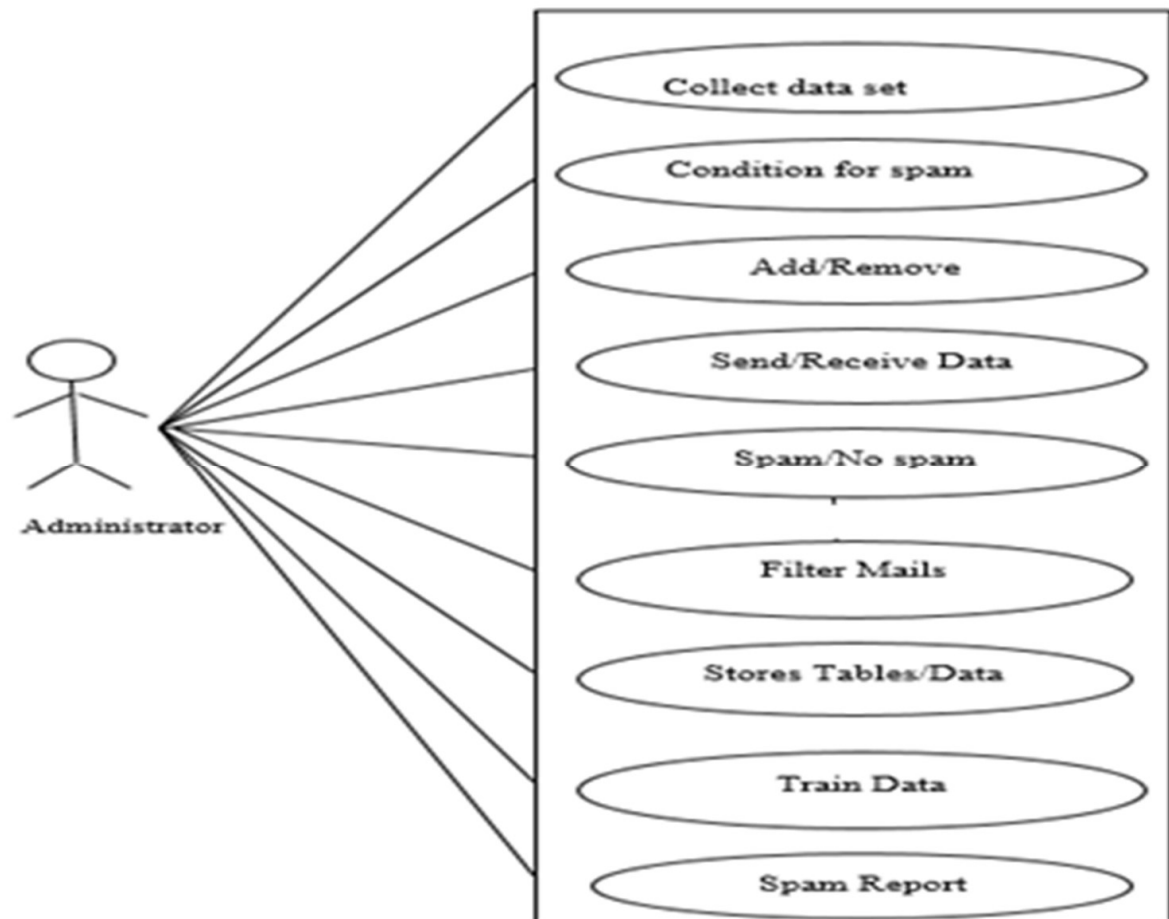 Collect data set
Condition for spam
Add/Remove
Send/Receive Data
Spam/No spam
Filter Mails
Stores Tables/Data
Train Data
Spam Report
Administrator